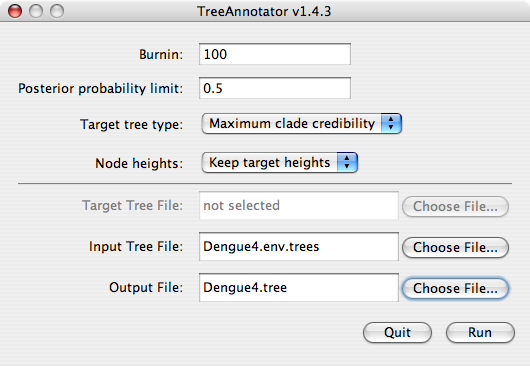 TreeAnnotator v1.4.3
Burnin: 100
Posterior probability limit: 0.5
Target tree type: Maximum clade credibility
Node heights: Keep target heights
Target Tree File: not selected Choose File...
Input Tree File: Dengue4.env.trees Choose File...
Output File: Dengue4.tree Choose File...
Quit Run